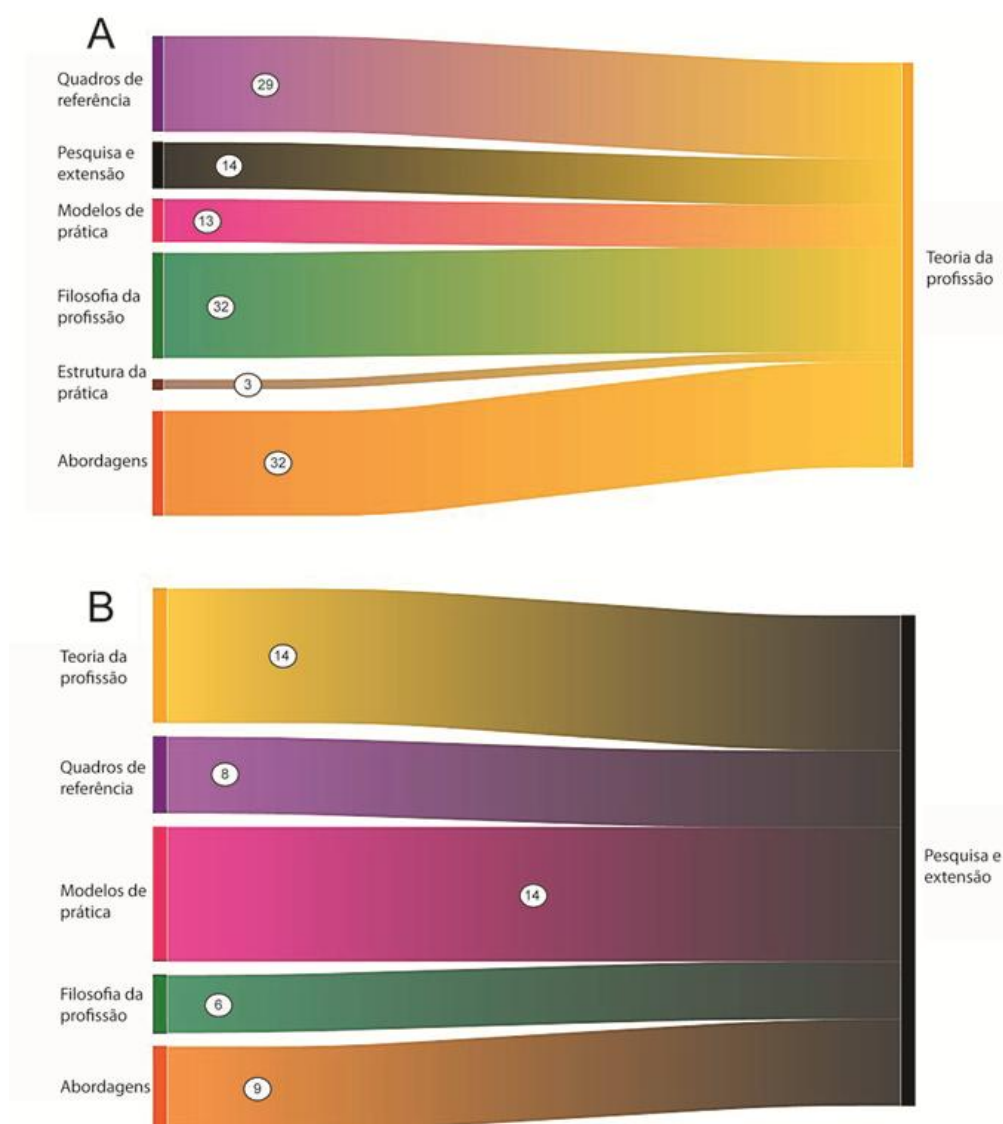 A
Quadros de
referência
29
Pesquisa e
extensão
14
Modelos de
prática
13
Filosofia da
profissão
32
Estrutura da
prática
3
Abordagens
32
Teoria da
profissão
B
Teoria da
profissão
14
Quadros de
referência
8
Modelos de
prática
14
Filosofia da
profissão
6
Abordagens
9
Pesquisa e
extensão